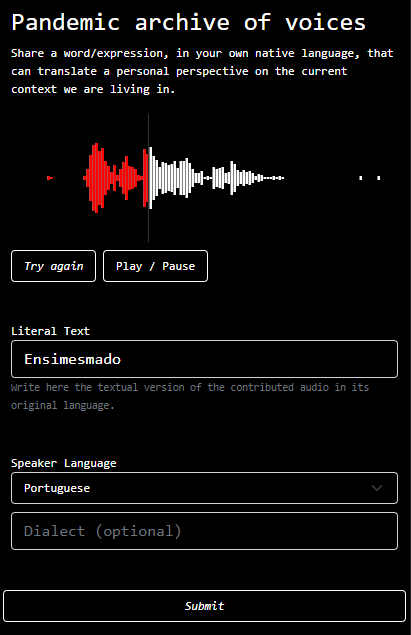 Pandemic archive of voices
Share a word/expression, in your own native language, that
can translate a personal perspective on the current
context we are living in.
Try again
Play / Pause
Literal Text
Ensimesmado
Write here the textual version of the contributed audio in its
original language.
Speaker Language
Portuguese
Dialect (optional)
Submit